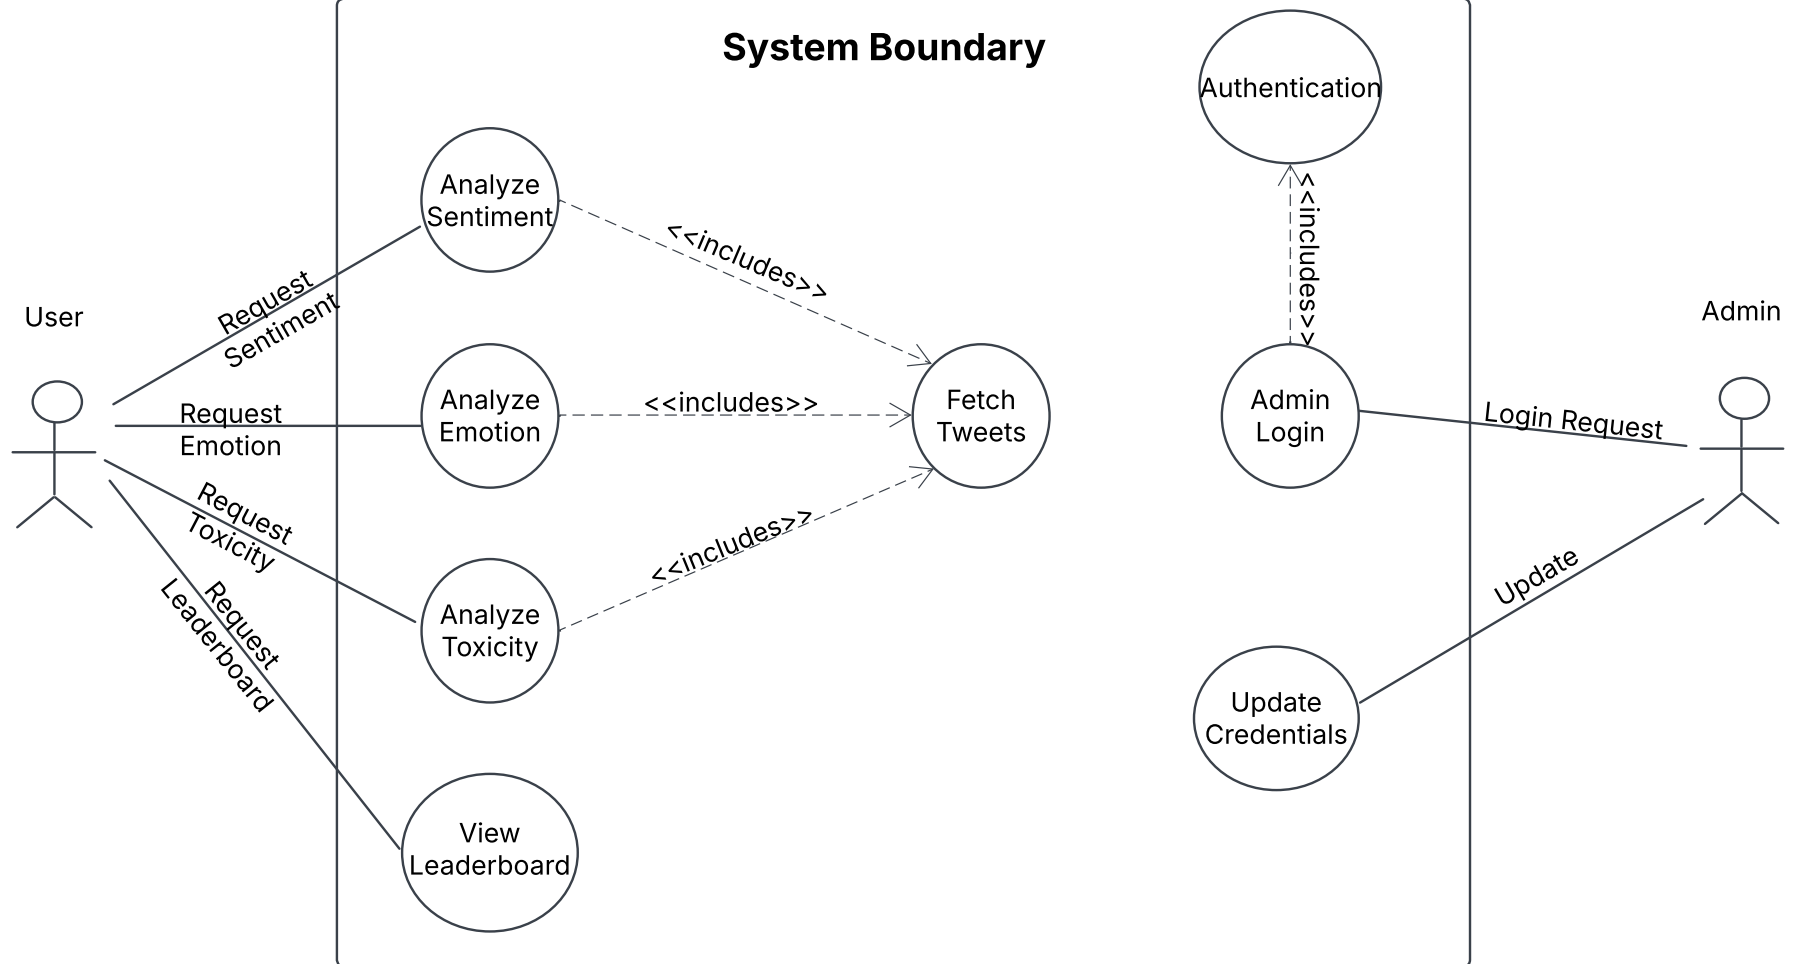 System Boundary
Authentication
Analyze
Sentiment
<<includes>>
<<includes>>
Request
Sentiment
User
Admin
Request
Emotion
Analyze
Emotion
<<includes>>
Fetch
Tweets
Admin
Login
Login Request
Request
Toxicity
<<includes>>
Analyze
Toxicity
Update
Request
Leaderboard
Update
Credentials
View
Leaderboard